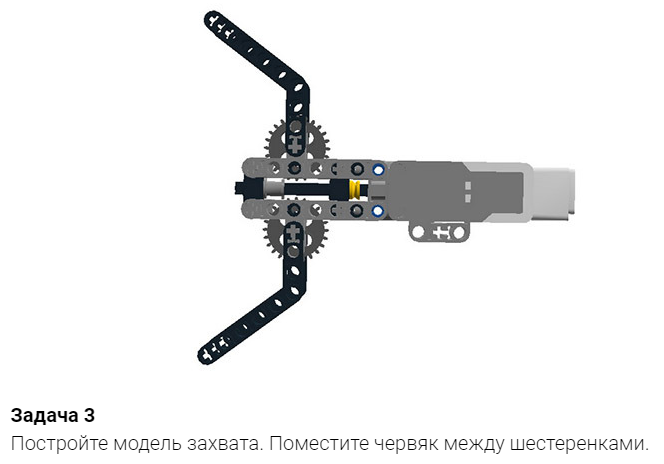 Задача 3
Постройте модель захвата. Поместите червяк между шестеренками.